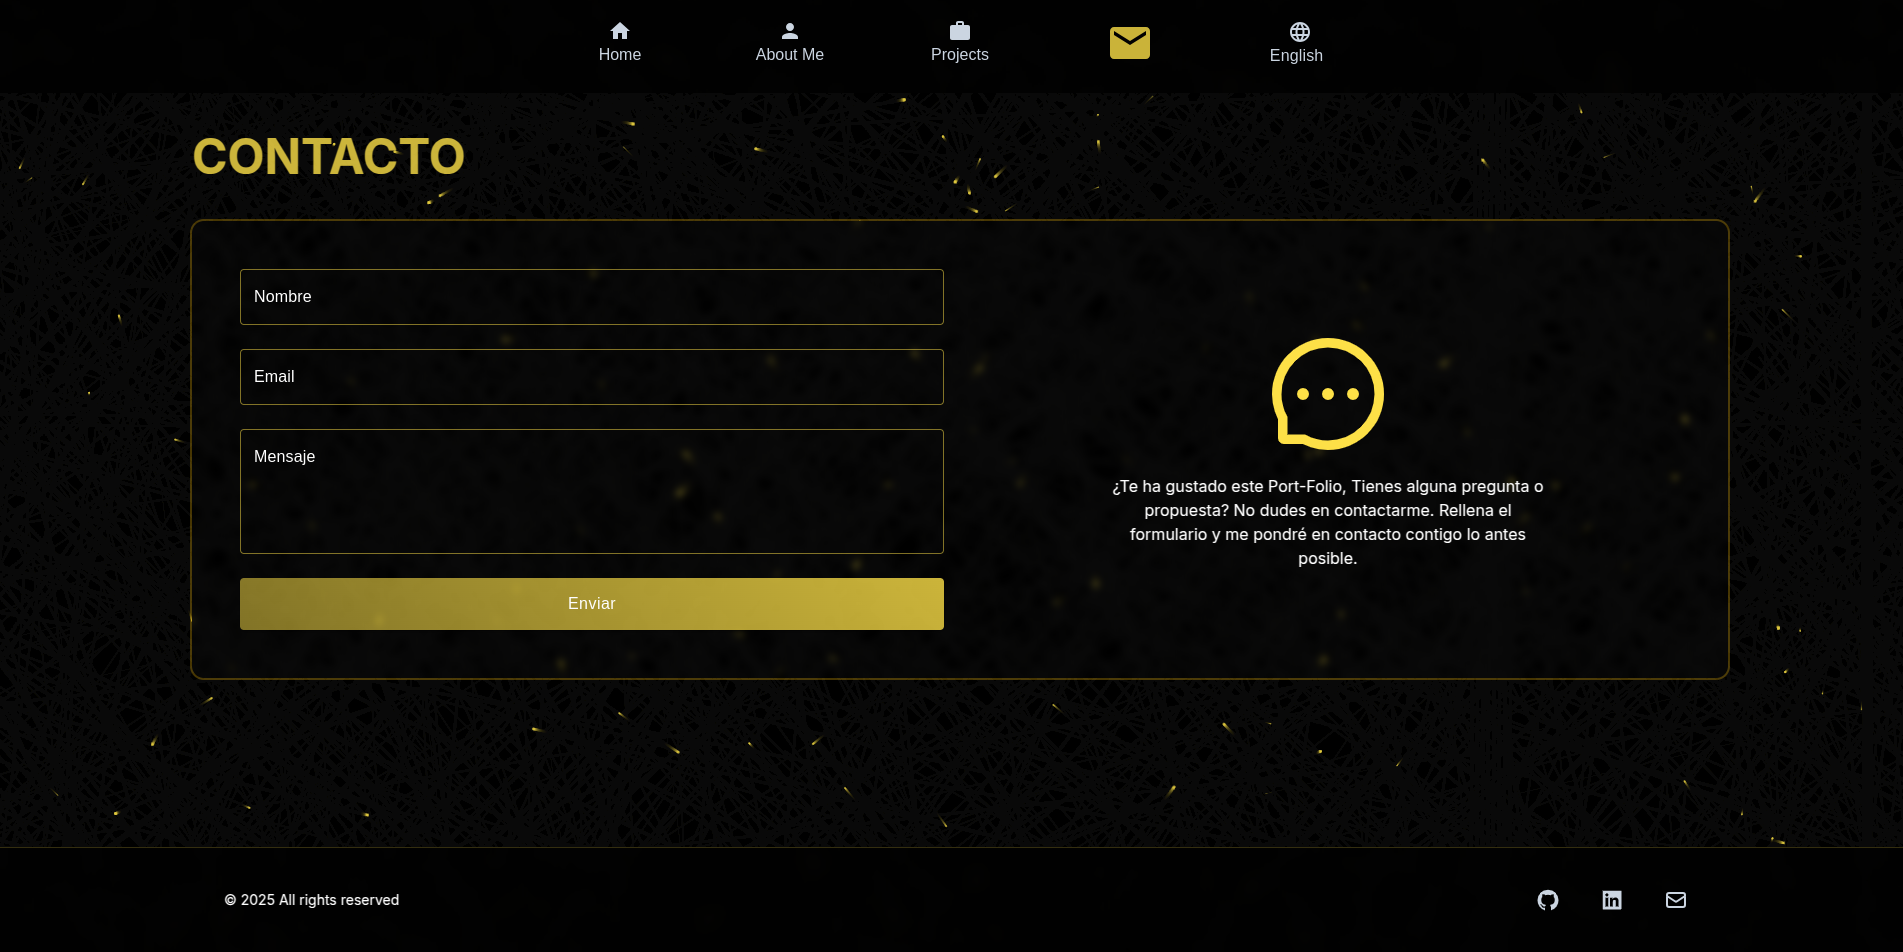 Home
About Me
Projects
English
CONTACTO
Nombre
Email
Mensaje
Enviar
¿Te ha gustado este Port-Folio, Tienes alguna pregunta o
propuesta? No dudes en contactarme. Rellena el
formulario y me pondré en contacto contigo lo antes
posible.
© 2025 All rights reserved